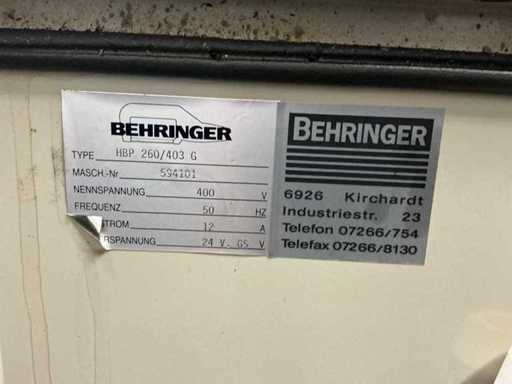 BEHRINGER
TYPE HBP 260/403 G
MASCH.-Nr 594101
NENNSPANNUNG 400 V
FREQUENZ 50 HZ
STROM 12 A
ERSPANNUNG 24 V. GS V
BEHRINGER
6926 Kirchardt
Industriestr. 23
Telefon 07266/754
Telefax 07266/8130